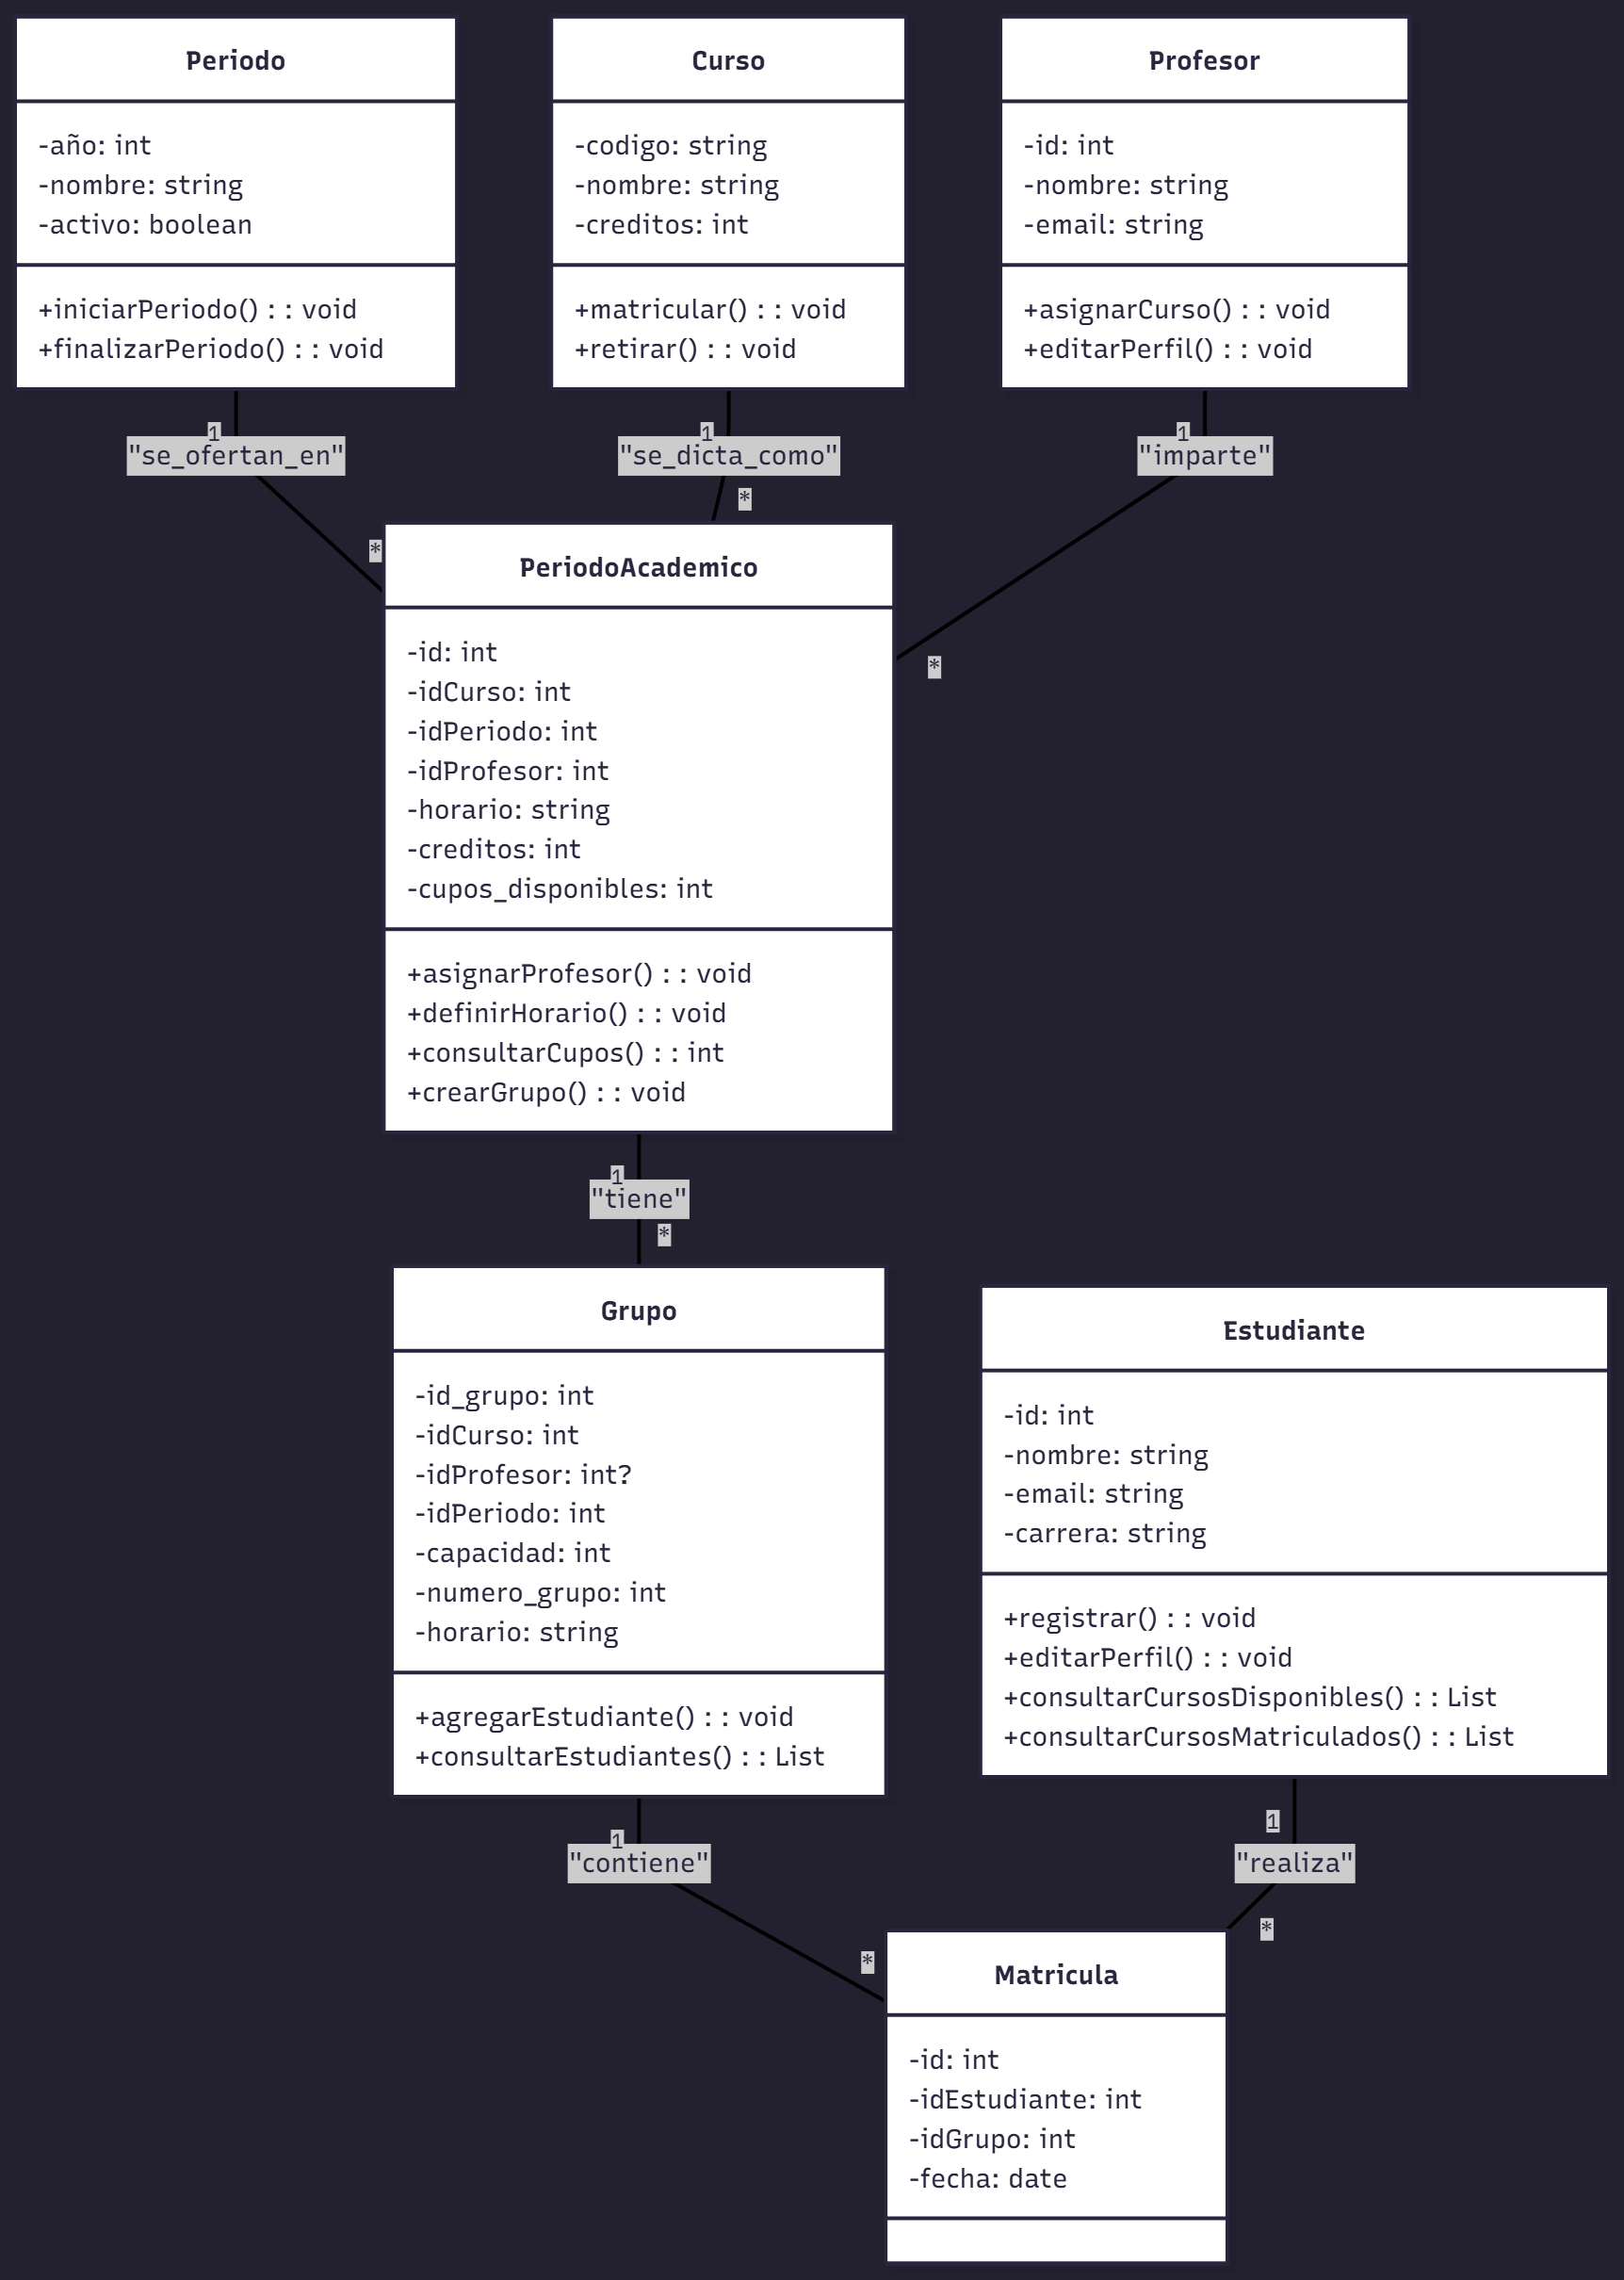 Periodo
-año: int
-nombre: string
-activo: boolean
+iniciarPeriodo() : : void
+finalizarPeriodo() : : void
Curso
-codigo: string
-nombre: string
-creditos: int
+matricular() : : void
+retirar() : : void
Profesor
-id: int
-nombre: string
-email: string
+asignarCurso() : : void
+editarPerfil() : : void
1
"se_ofertan_en"
*
1
"se_dicta_como"
*
1
"imparte"
*
PeriodoAcademico
-id: int
-idCurso: int
-idPeriodo: int
-idProfesor: int
-horario: string
-creditos: int
-cupos_disponibles: int
+asignarProfesor() : : void
+definirHorario() : : void
+consultarCupos() : : int
+crearGrupo() : : void
1
"tiene"
*
Grupo
-id_grupo: int
-idCurso: int
-idProfesor: int?
-idPeriodo: int
-capacidad: int
-numero_grupo: int
-horario: string
+agregarEstudiante() : : void
+consultarEstudiantes() : : List
Estudiante
-id: int
-nombre: string
-email: string
-carrera: string
+registrar() : : void
+editarPerfil() : : void
+consultarCursosDisponibles() : : List
+consultarCursosMatriculados() : : List
1
"contiene"
*
1
"realiza"
*
Matricula
-id: int
-idEstudiante: int
-idGrupo: int
-fecha: date